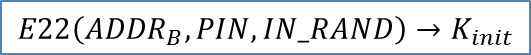 E22(ADDR_B, PIN, IN_RAND) → K_init